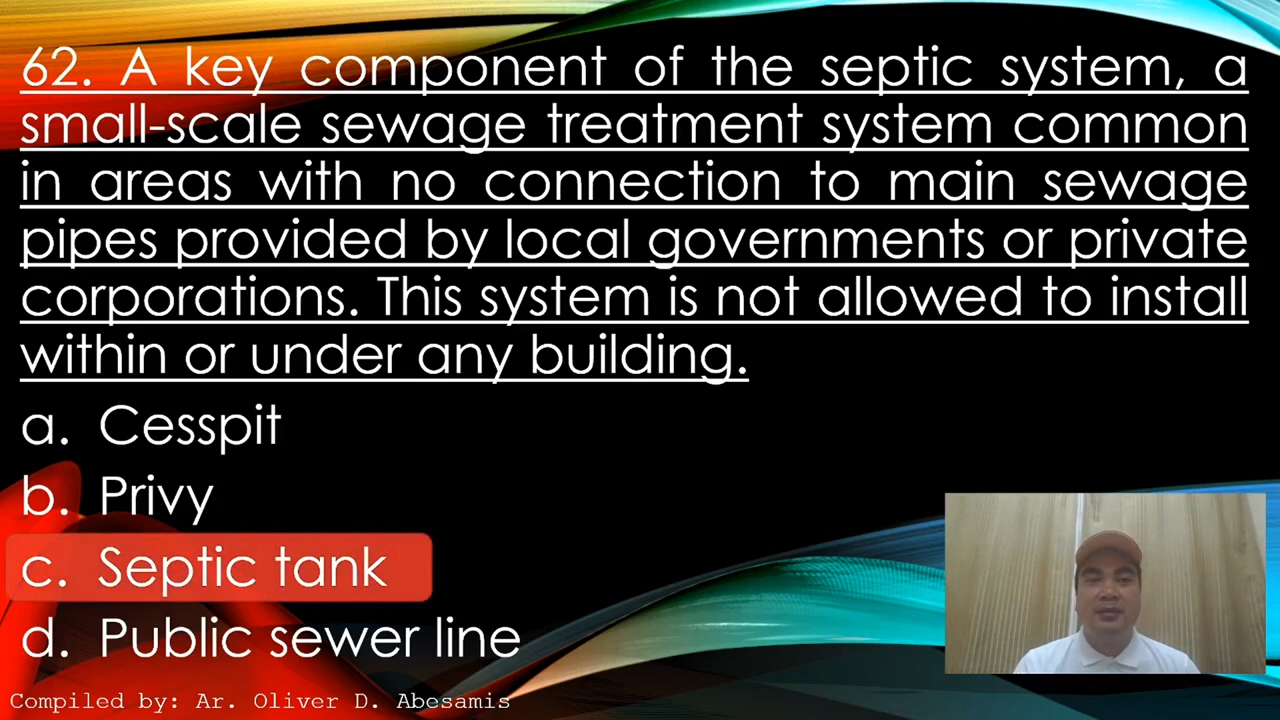 62. A key component of the septic system, a
small-scale sewage treatment system common
in areas with no connection to main sewage
pipes provided by local governments or private
corporations. This system is not allowed to install
within or under any building.
a. Cesspit
b. Privy
c. Septic tank
d. Public sewer line
Compiled by: Ar. Oliver D. Abesamis